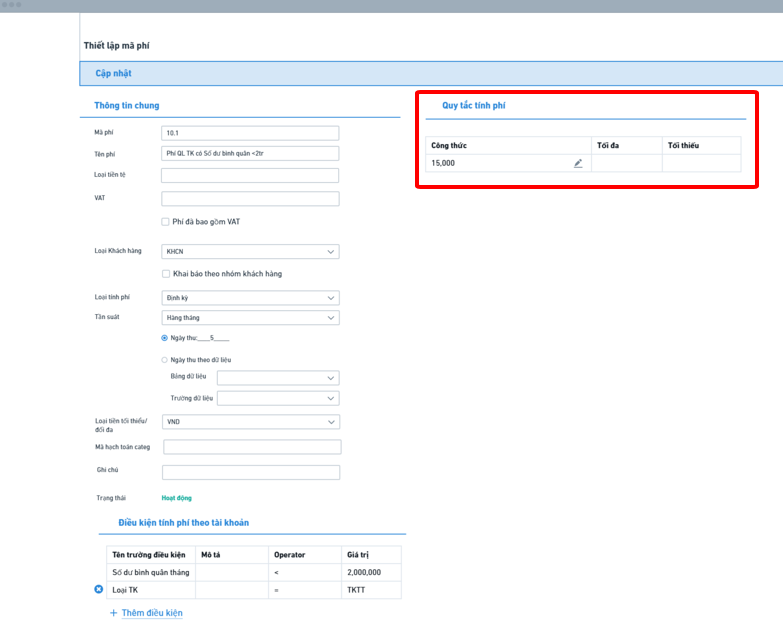 Thiết lập mã phí
Cập nhật
Thông tin chung
Mã phí 10.1
Tên phí Phí QL TK có Số dư bình quân <2tr
Loại tiền tệ
VAT
Phí đã bao gồm VAT
Loại Khách hàng KHCN
Khai báo theo nhóm khách hàng
Loại tính phí Định kỳ
Tần suất Hàng tháng
Ngày thu:____5_____
Ngày thu theo dữ liệu
Bảng dữ liệu
Trường dữ liệu
Loại tiền tối thiểu/ VND
đối đa
Mã hạch toán categ
Ghi chú
Trạng thái Hoạt động
Điều kiện tính phí theo tài khoản
Tên trường điều kiện Mô tả Operator Giá trị
Số dư bình quân tháng < 2,000,000
Loại TK = TKTT
+ Thêm điều kiện
Quy tắc tính phí
Công thức Tối đa Tối thiểu
15,000